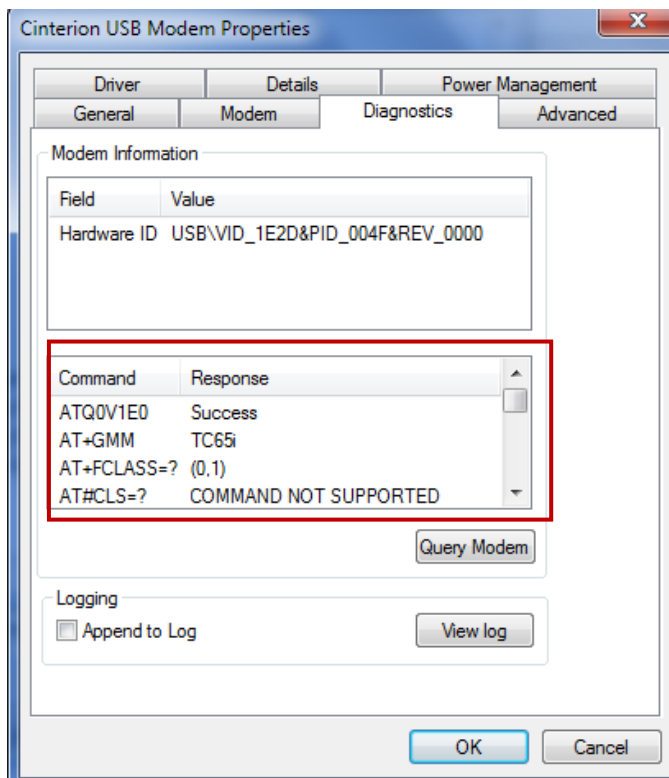 Cinterion USB Modem Properties
x
Driver Details Power Management
General Modem Diagnostics Advanced
Modem Information
Field Value
Hardware ID USB\VID_1E2D&PID_004F&REV_0000
Command Response
ATQ0V1E0 Success
AT+GMM TC65i
AT+FCLASS=? (0,1)
AT#CLS=? COMMAND NOT SUPPORTED
Query Modem
Logging
Append to Log View log
OK Cancel